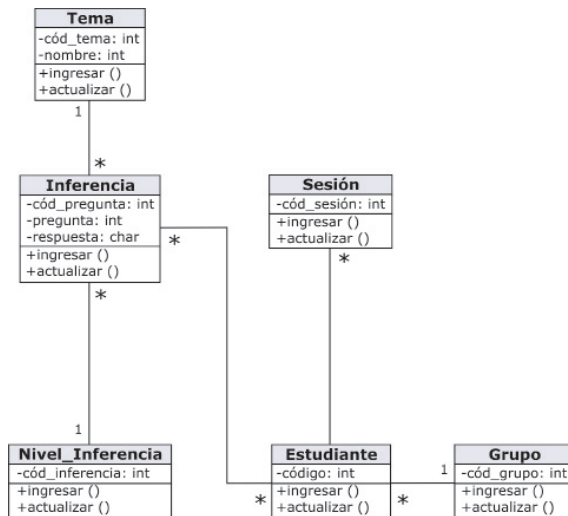 Tema
-cód_tema: int
-nombre: int
+ingresar ()
+actualizar ()
1
*
Inferencia
-cód_pregunta: int
-pregunta: int
-respuesta: char
+ingresar ()
+actualizar ()
*
*
Sesión
-cód_sesión: int
+ingresar ()
+actualizar ()
*
1
Nivel_Inferencia
-cód_inferencia: int
+ingresar ()
+actualizar ()
*
Estudiante
-código: int
+ingresar ()
+actualizar ()
*
1
Grupo
-cód_grupo: int
+ingresar ()
+actualizar ()